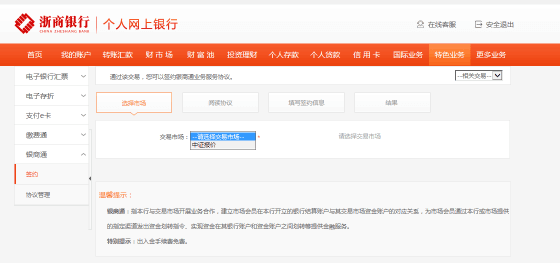 浙商银行 个人网上银行
CHINA ZHESHANG BANK
在线客服 安全退出
首页 我的账户 转账汇款 财 市 场 财 富 池 投资理财 个人存款 个人贷款 信 用 卡 国际业务 特色业务 更多业务
电子银行汇票
电子存折
支付e卡
缴费通
银商通
签约
协议管理
通过该交易，您可以签约银商通业务服务协议。 --相关交易--
选择市场 阅读协议 填写签约信息 结果
交易市场： --请选择交易市场-- * 请选择交易市场
中证报价
温馨提示：
银商通：指本行与交易市场开展业务合作，建立市场会员在本行开立的银行结算账户与其交易市场资金账户的对应关系，为市场会员通过本行或市场提供
的指定渠道发出资金划转指令、实现资金在其银行账户和资金账户之间划转等提供金融服务。
特别提示：出入金手续费免费。